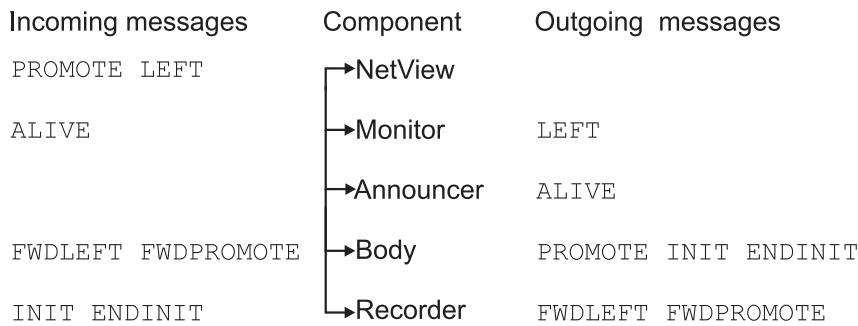 Incoming messages Component Outgoing messages
PROMOTE LEFT NetView
ALIVE Monitor LEFT
Announcer ALIVE
FWDLEFT FWDPROMOTE Body PROMOTE INIT ENDINIT
INIT ENDINIT Recorder FWDLEFT FWDPROMOTE